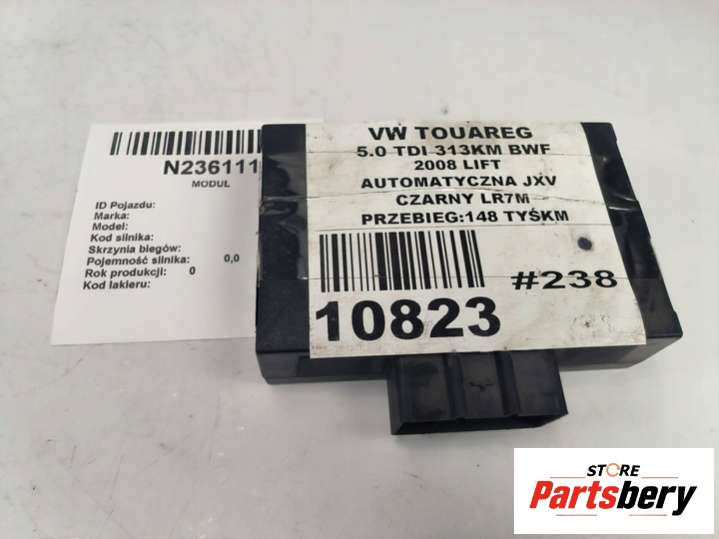 N236111
MODUŁ
ID Pojazdu:
Marka:
Model:
Kod silnika:
Skrzynia biegów:
Pojemność silnika: 0,0
Rok produkcji: 0
Kod lakieru:
VW TOUAREG
5.0 TDI 313KM BWF
2008 LIFT
AUTOMATYCZNA JXV
CZARNY LR7M
PRZEBIEG:148 TYŚKM
#238
10823
STORE
Partsbery